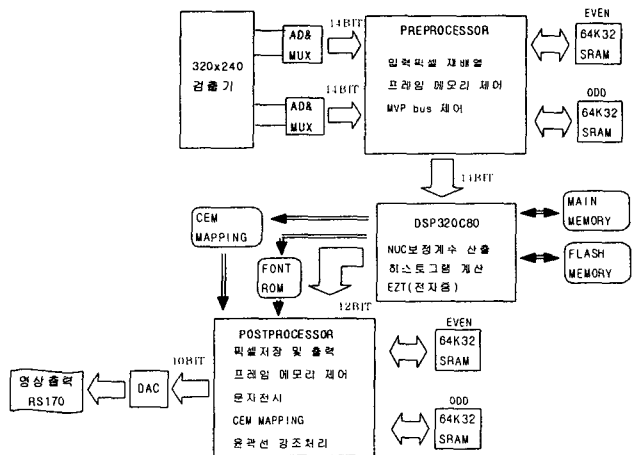 320x240
검출기
AD&
MUX
14BIT
AD&
MUX
14BIT
PREPROCESSOR
입력픽셀 재배열
프레임 메모리 제어
MVP bus 제어
EVEN
64K32
SRAM
ODD
64K32
SRAM
14BIT
CEM
MAPPING
FONT
ROM
DSP320C80
NUC보정계수 산출
히스토그램 계산
EZT(전자줌)
MAIN
MEMORY
FLASH
MEMORY
12BIT
POSTPROCESSOR
픽셀저장 및 출력
프레임 메모리 제어
문자전시
CEM MAPPING
윤곽선 강조처리
EVEN
64K32
SRAM
ODD
64K32
SRAM
10BIT
DAC
영상출력
RS170